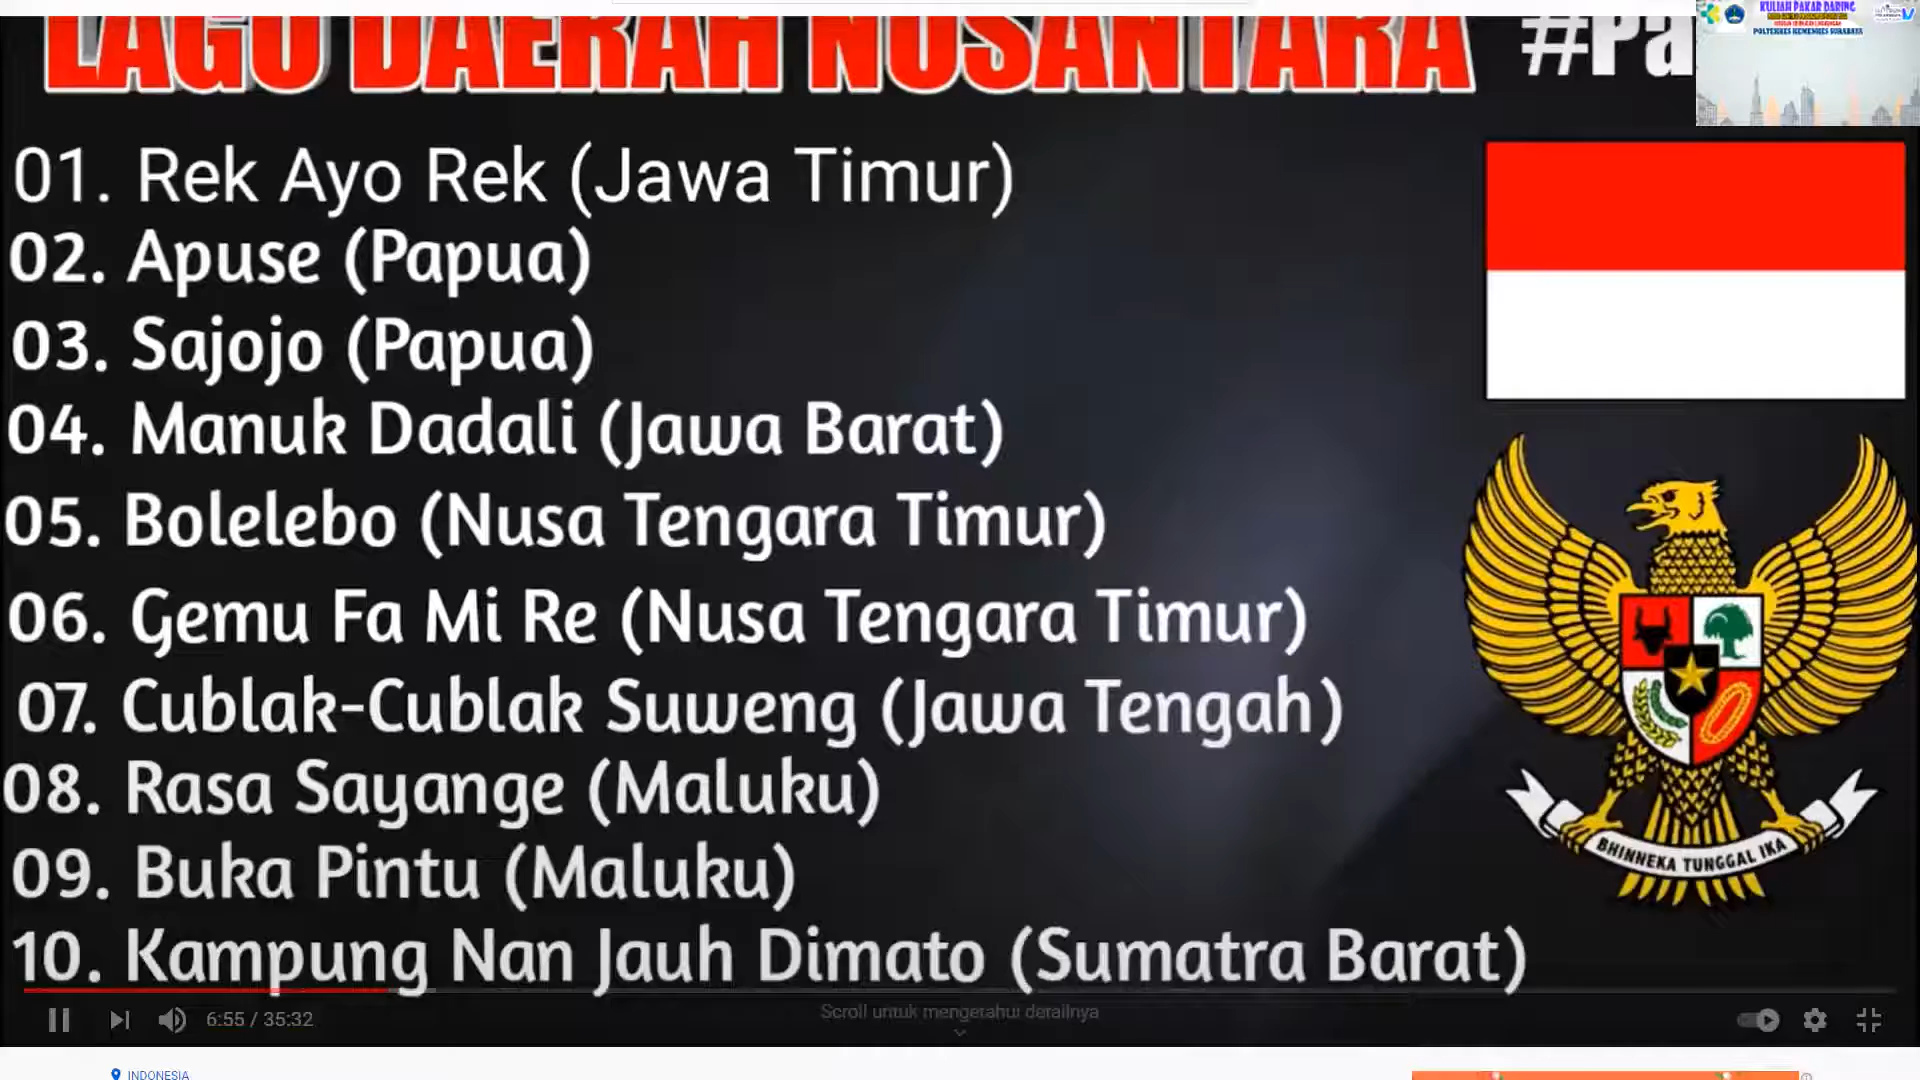 LAGU DAERAH NUSANTARA #Pa
KULIAH PAKAR DARING
POLTEKKES KEMENKES SURABAYA
01. Rek Ayo Rek (Jawa Timur)
02. Apuse (Papua)
03. Sajojo (Papua)
04. Manuk Dadali (Jawa Barat)
05. Bolelebo (Nusa Tengara Timur)
06. Gemu Fa Mi Re (Nusa Tengara Timur)
07. Cublak-Cublak Suweng (Jawa Tengah)
08. Rasa Sayange (Maluku)
09. Buka Pintu (Maluku)
10. Kampung Nan Jauh Dimato (Sumatra Barat)
BHINNEKA TUNGGAL IKA
6:55 / 35:32
Scroll untuk mengetahui detailnya
INDONESIA